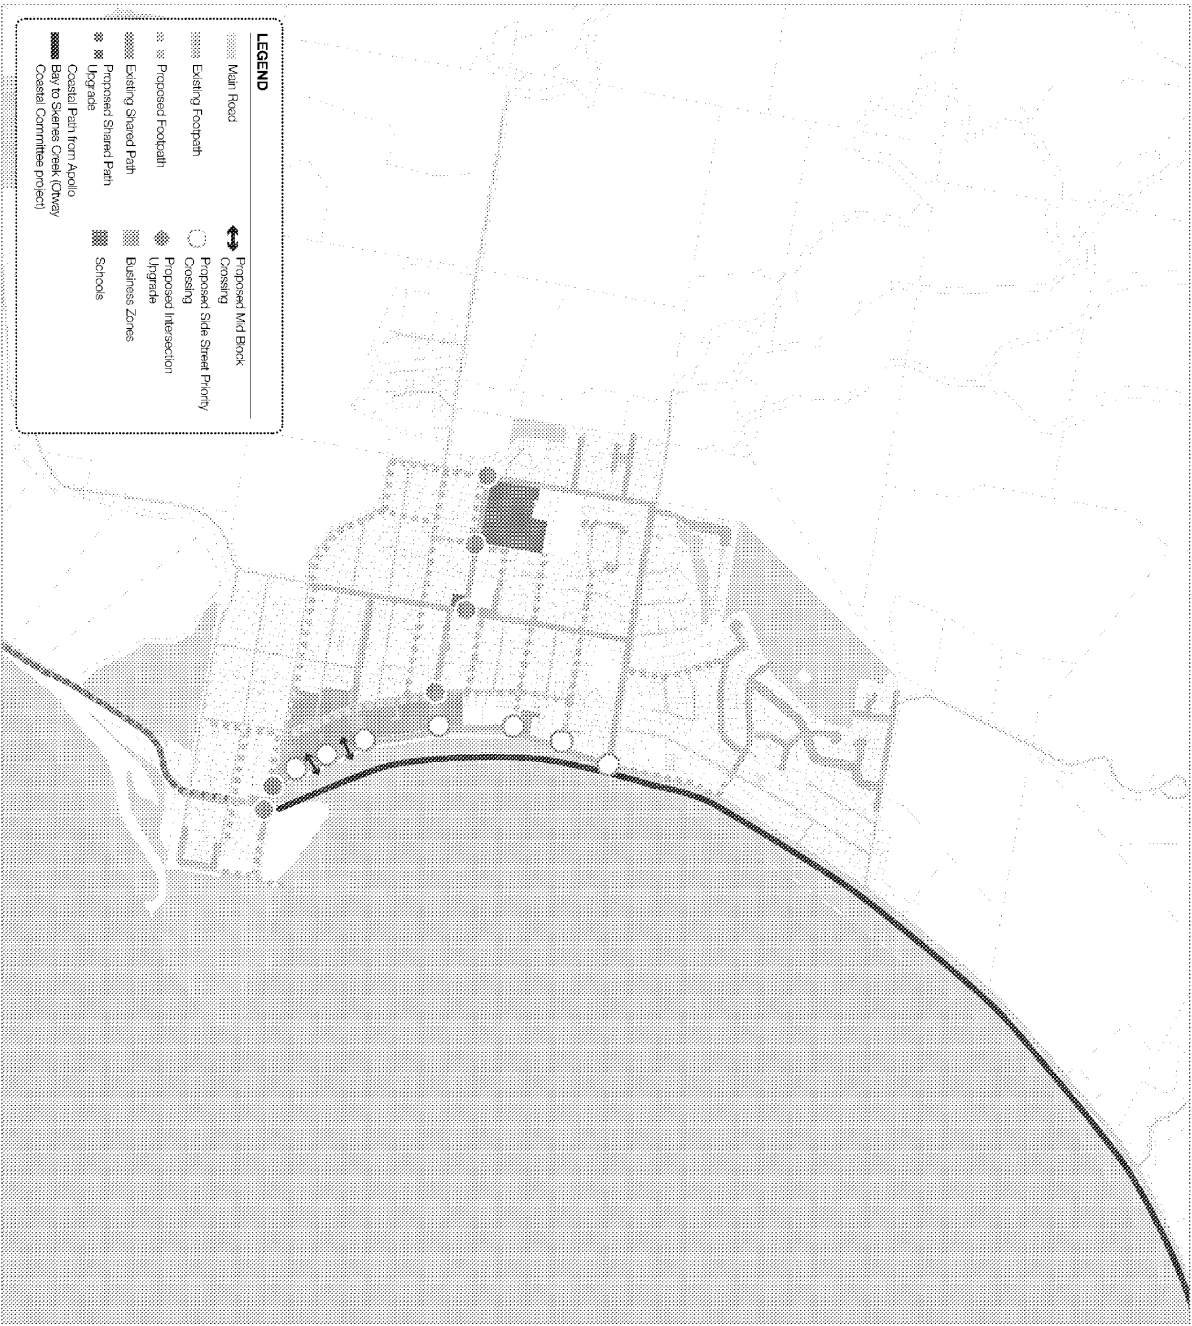 LEGEND
Main Road
Existing Footpath
Proposed Footpath
Existing Shared Path
Proposed Shared Path
Upgrade
Coastal Path from Apollo
Bay to Skenes Creek (Otway
Coastal Committee project)
Proposed Mid Block
Crossing
Proposed Side Street Priority
Crossing
Proposed Intersection
Upgrade
Business Zones
Schools